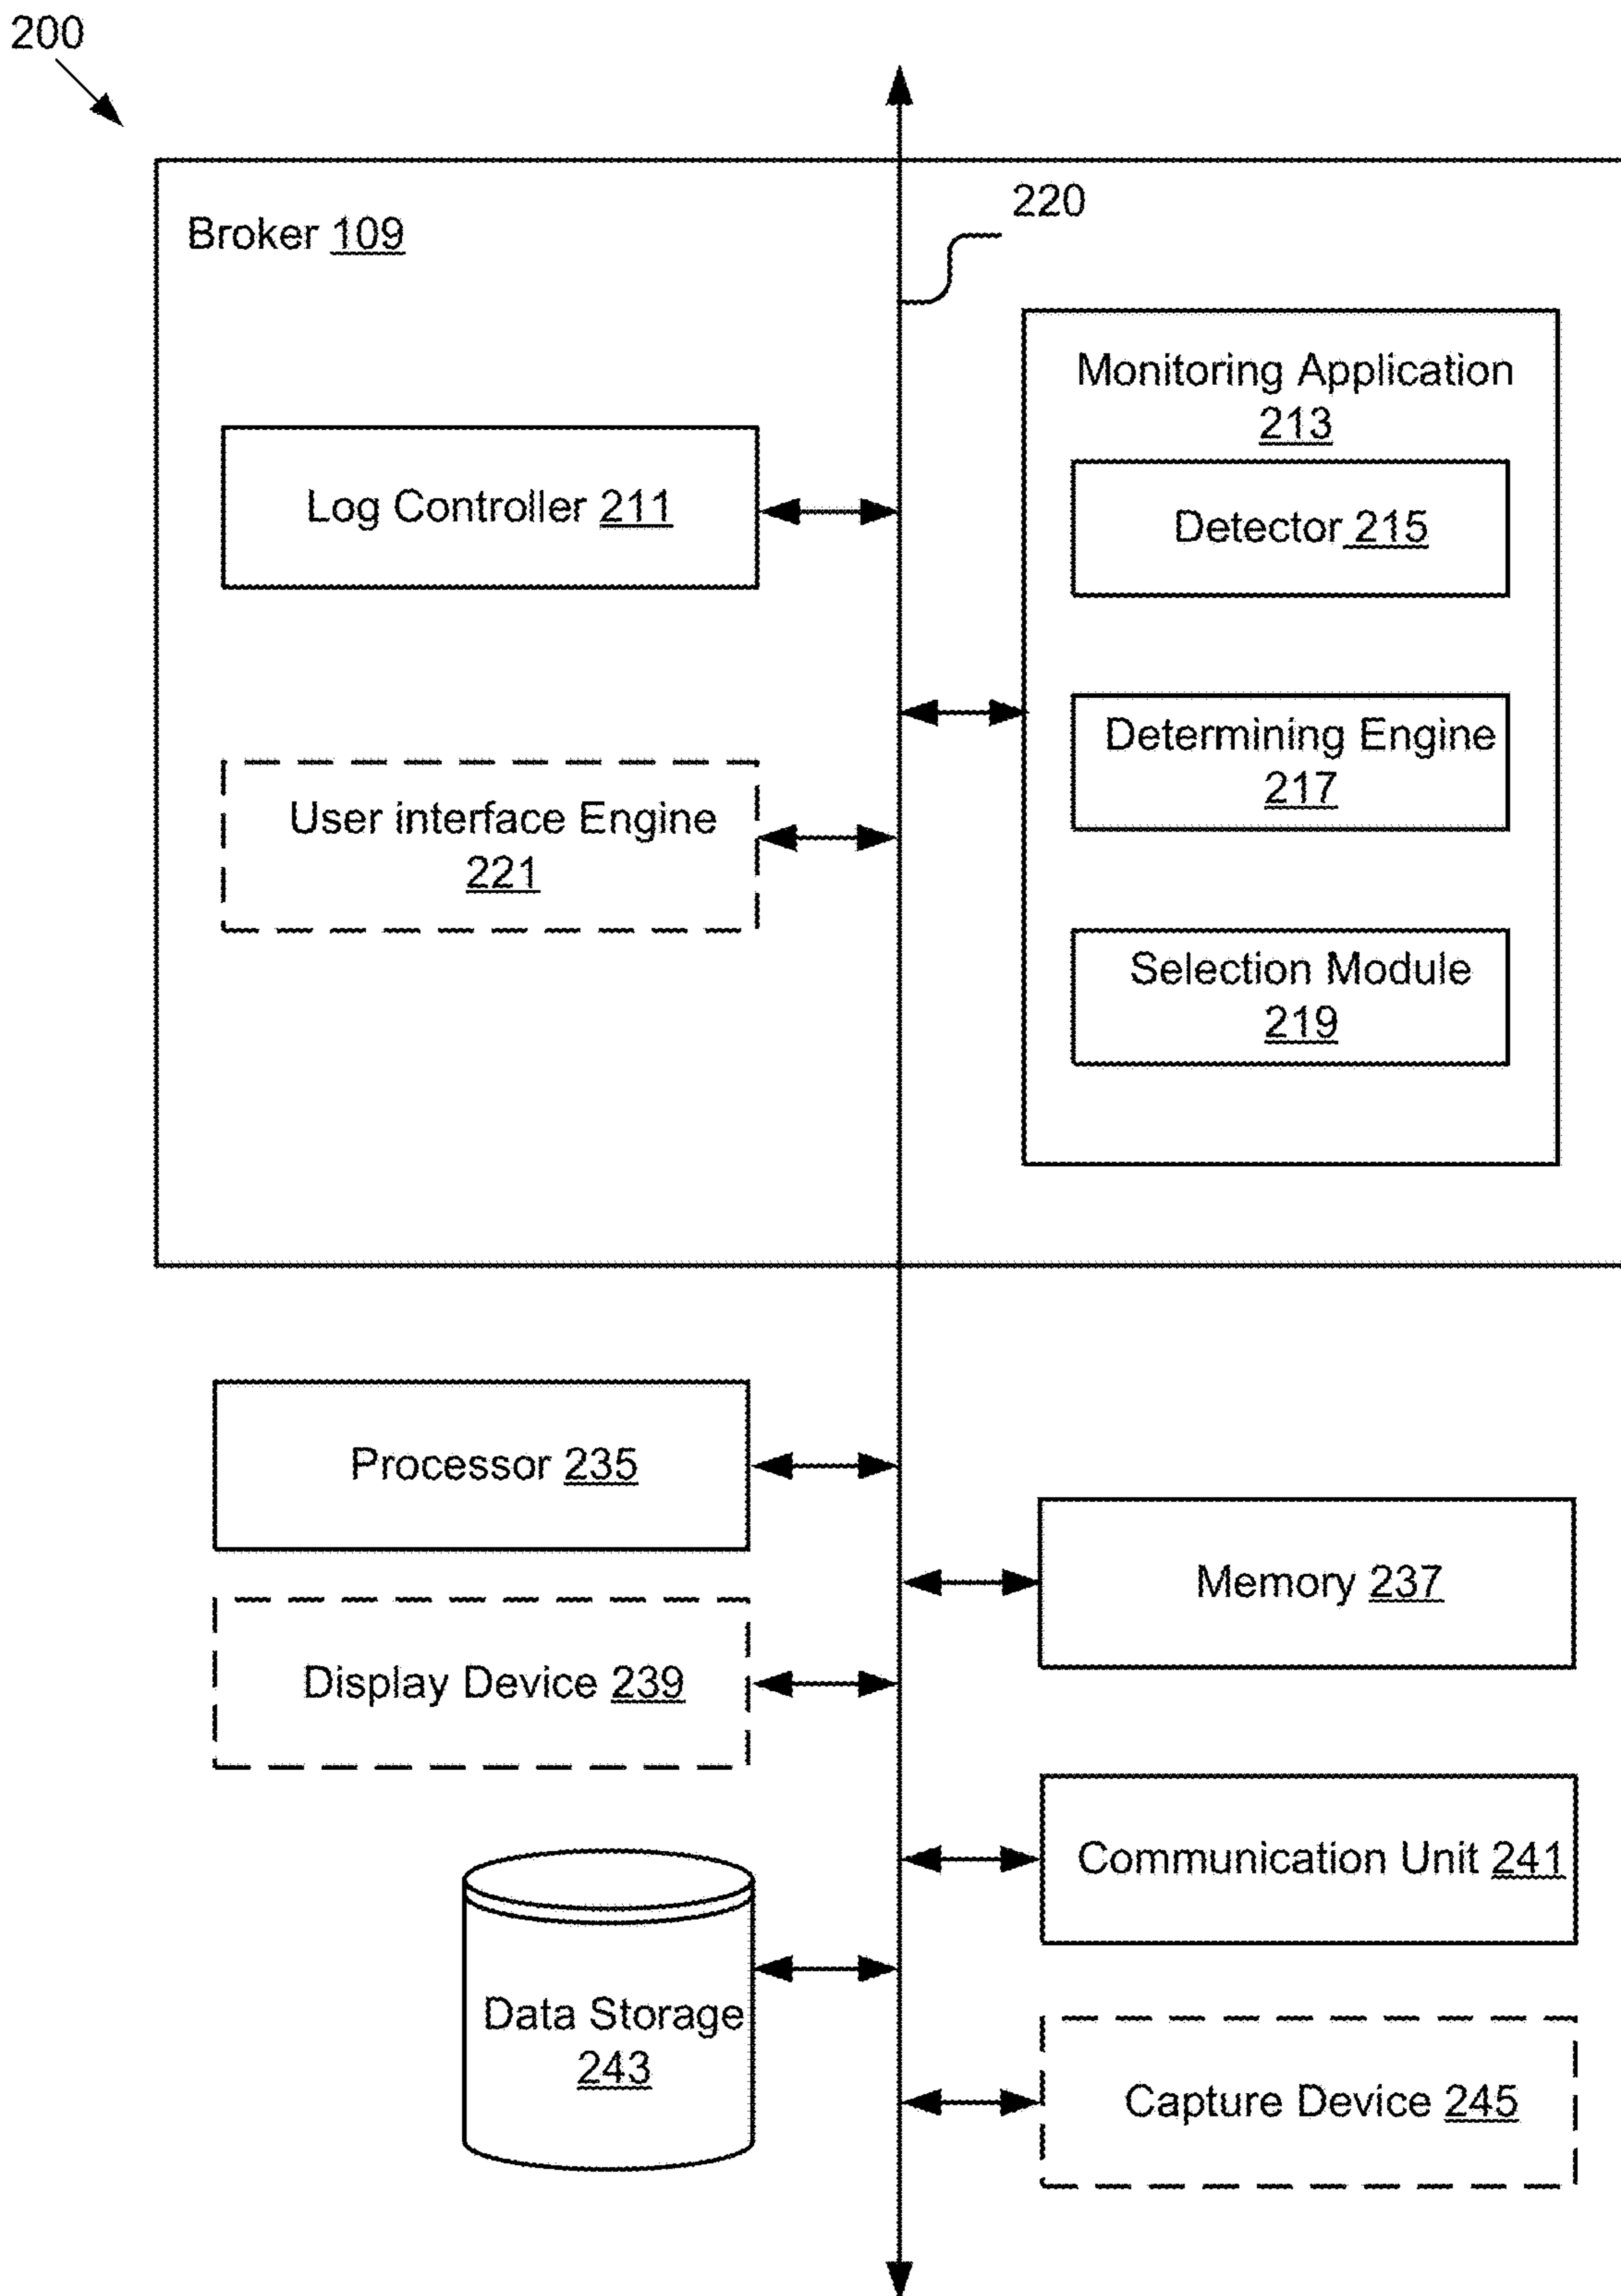 200
220
Broker 109
Monitoring Application
213
Log Controller 211
Detector 215
Determining Engine
217
User interface Engine
221
Selection Module
219
Processor 235
Memory 237
Display Device 239
Communication Unit 241
Data Storage
243
Capture Device 245